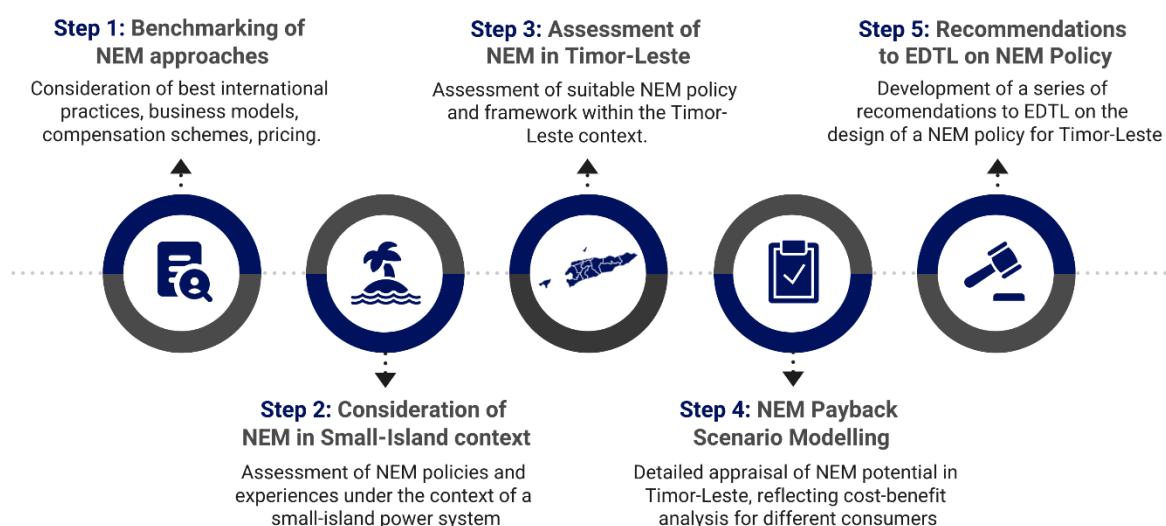 Step 1: Benchmarking of
NEM approaches
Consideration of best international
practices, business models,
compensation schemes, pricing.
Step 2: Consideration of
NEM in Small-Island context
Assessment of NEM policies and
experiences under the context of a
small-island power system
Step 3: Assessment of
NEM in Timor-Leste
Assessment of suitable NEM policy
and framework within the Timor-
Leste context.
Step 4: NEM Payback
Scenario Modelling
Detailed appraisal of NEM potential in
Timor-Leste, reflecting cost-benefit
analysis for different consumers
Step 5: Recommendations
to EDTL on NEM Policy
Development of a series of
recomendations to EDTL on the
design of a NEM policy for Timor-Leste